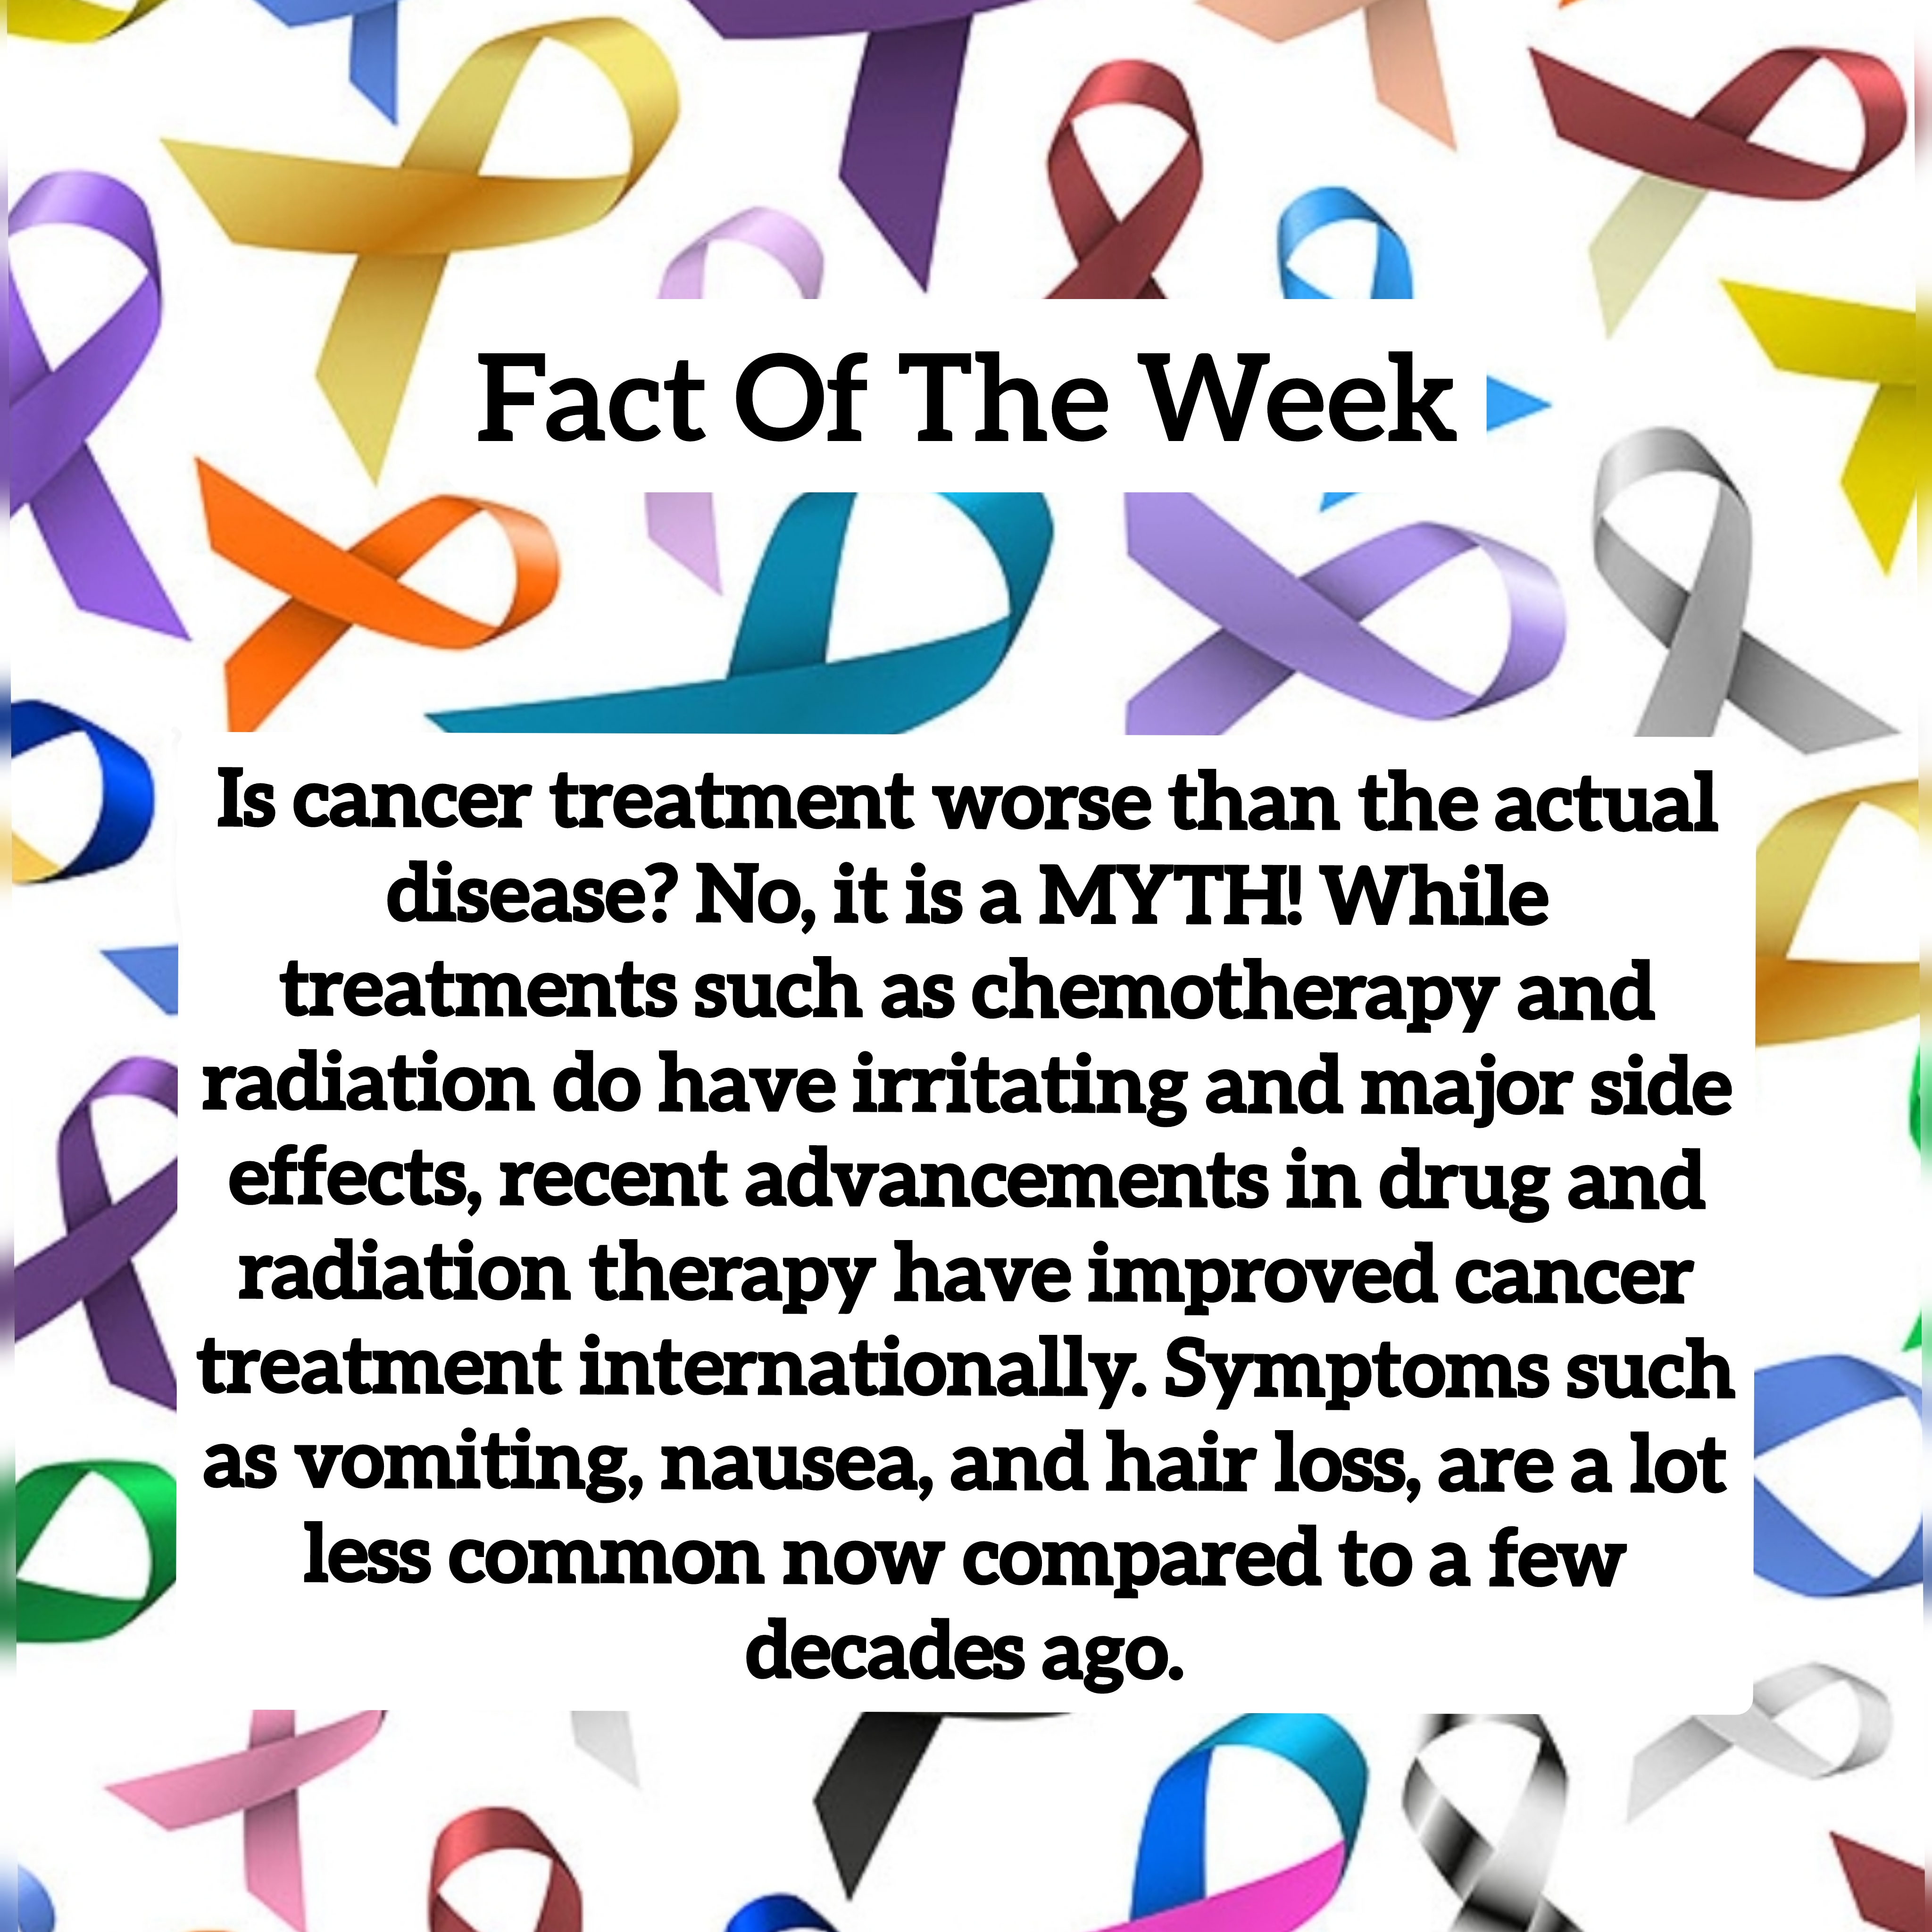 Fact Of The Week
Is cancer treatment worse than the actual
disease? No, it is a MYTH! While
treatments such as chemotherapy and
radiation do have irritating and major side
effects, recent advancements in drug and
radiation therapy have improved cancer
treatment internationally. Symptoms such
as vomiting, nausea, and hair loss, are a lot
less common now compared to a few
decades ago.